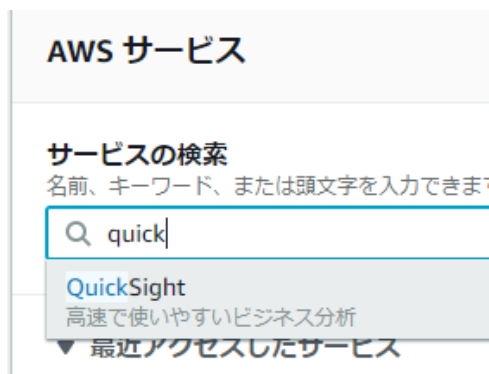 AWS サービス
サービスの検索
名前、キーワード、または頭文字を入力できます
quick
QuickSight
高速で使いやすいビジネス分析
▼ 最近アクセスしたサービス